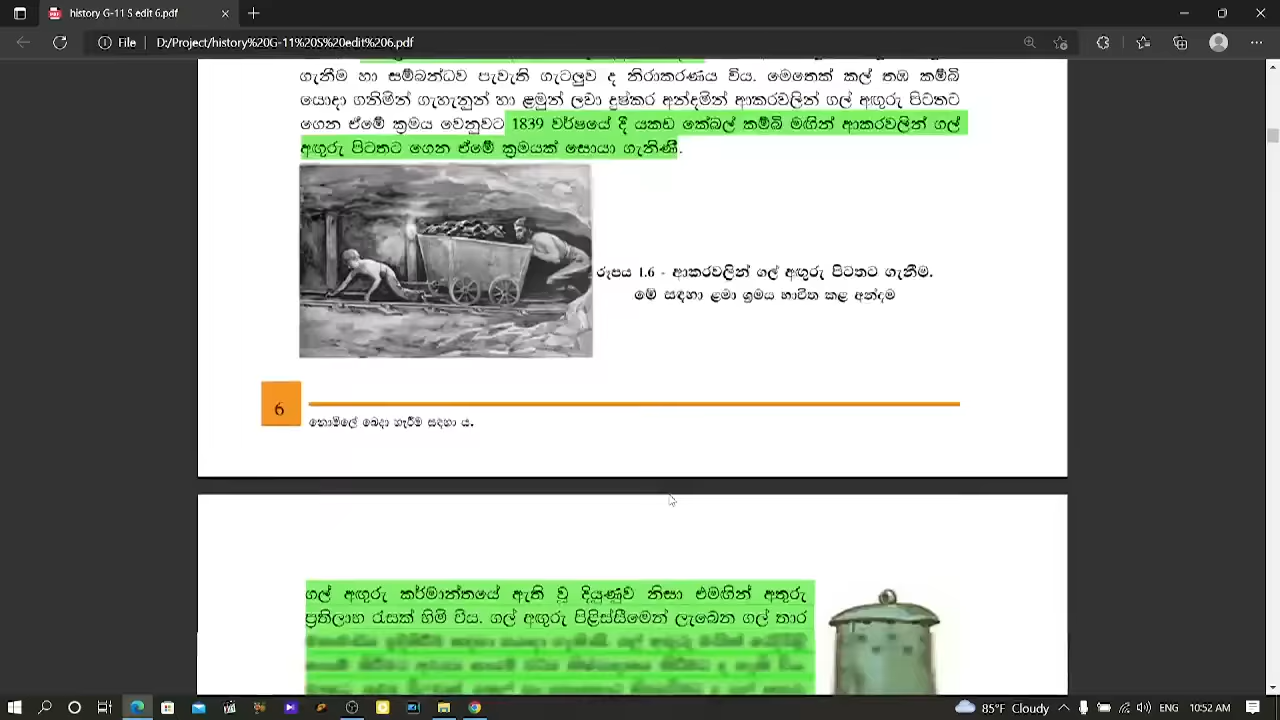 history G-11 S edit 6.pdf
File
D:/Project/history%20G-11%20S%20edit%206.pdf
ගැනීම හා සම්බන්ධව පැවැති ගැටලුව ද නිරාකරණය විය. මෙතෙක් කල් තඹ කම්බි
යොදා ගනිමින් ගැහැනුන් හා ළමුන් ලවා දුෂ්කර අන්දමින් ආකරවලින් ගල් අඟුරු පිටතට
ගෙන ඒමේ ක්‍රමය වෙනුවට 1839 වර්ෂයේ දී යකඩ කේබල් කම්බි මඟින් ආකරවලින් ගල්
අඟුරු පිටතට ගෙන ඒමේ ක්‍රමයක් සොයා ගැනිණි.
රූපය 1.6 - ආකරවලින් ගල් අඟුරු පිටතට ගැනීම.
මේ සඳහා ළමා ශ්‍රමය භාවිත කළ අන්දම
6
නොමිලේ බෙදා හැරීම සඳහා ය.
ගල් අඟුරු කර්මාන්තයේ ඇති වූ දියුණුව නිසා එමඟින් අතුරු
ප්‍රතිලාභ රැසක් හිමි විය. ගල් අඟුරු පිළිස්සීමෙන් ලැබෙන ගල් තාර
85°F Cloudy
ENG
10:52 AM